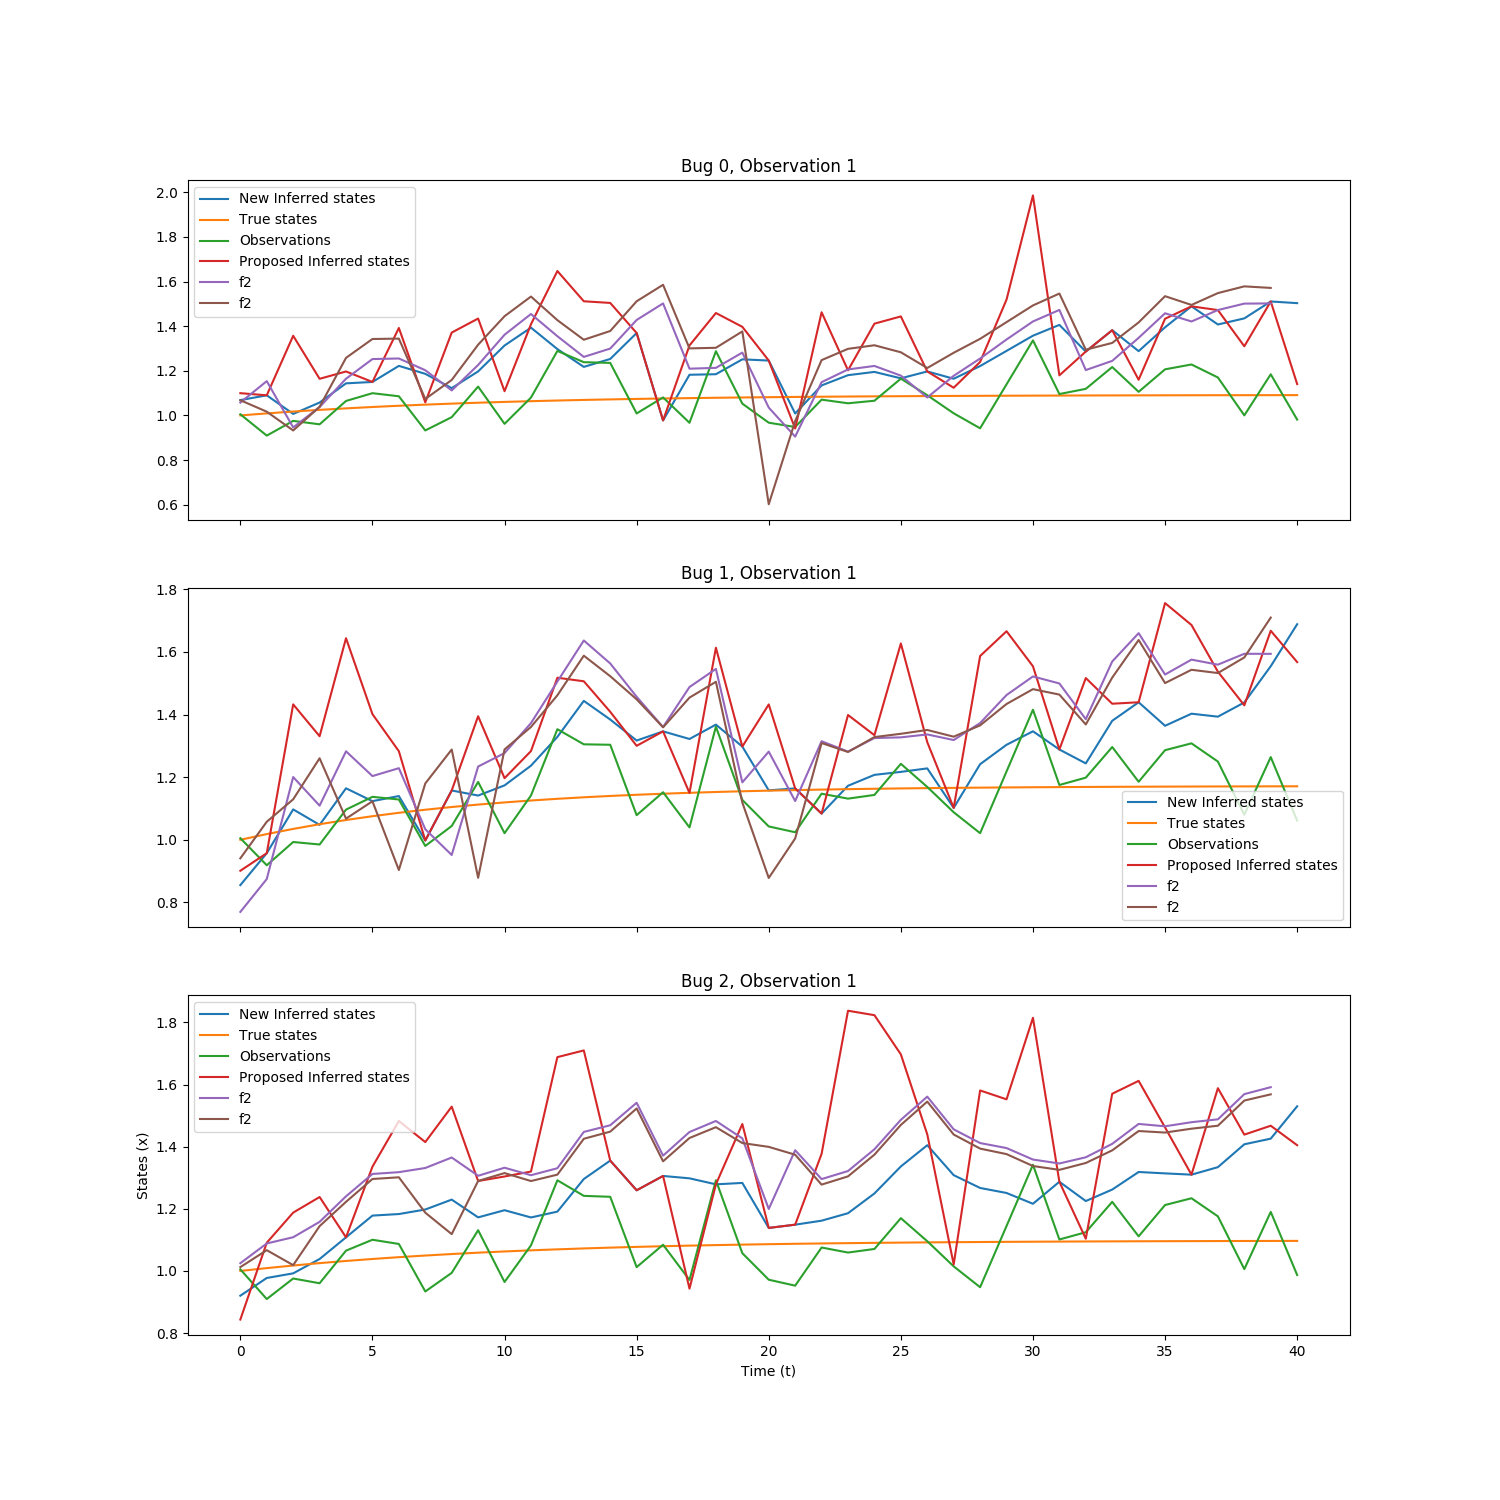 Bug 0, Observation 1
2.0
1.8
1.6
1.4
1.2
1.0
0.8
0.6
New Inferred states
True states
Observations
Proposed Inferred states
f2
f2
Bug 1, Observation 1
1.8
1.6
1.4
1.2
1.0
0.8
New Inferred states
True states
Observations
Proposed Inferred states
f2
f2
Bug 2, Observation 1
States (x)
1.8
1.6
1.4
1.2
1.0
0.8
New Inferred states
True states
Observations
Proposed Inferred states
f2
f2
0 5 10 15 20 25 30 35 40
Time (t)